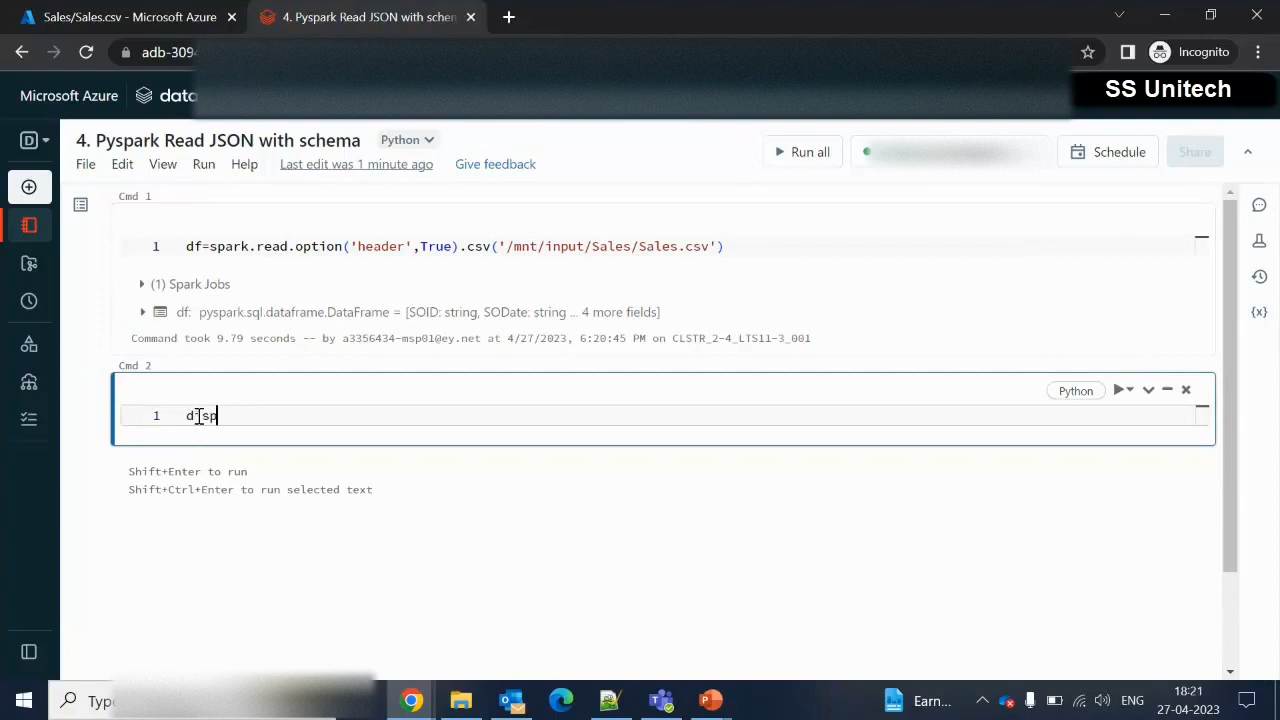 Sales/Sales.csv - Microsoft Azure
4. Pyspark Read JSON with schem
adb-3094
Incognito
Microsoft Azure
data
SS Unitech
4. Pyspark Read JSON with schema
Python
File Edit View Run Help Last edit was 1 minute ago Give feedback
Run all
Schedule
Share
Cmd 1
1 df=spark.read.option('header',True).csv('/mnt/input/Sales/Sales.csv')
(1) Spark Jobs
df: pyspark.sql.dataframe.DataFrame = [SOID: string, SODate: string ... 4 more fields]
Command took 9.79 seconds -- by a3356434-msp01@ey.net at 4/27/2023, 6:20:45 PM on CLSTR_2-4_LTS11-3_001
Cmd 2
Python
1 disp
Shift+Enter to run
Shift+Ctrl+Enter to run selected text
Type
Earn...
ENG
18:21
27-04-2023